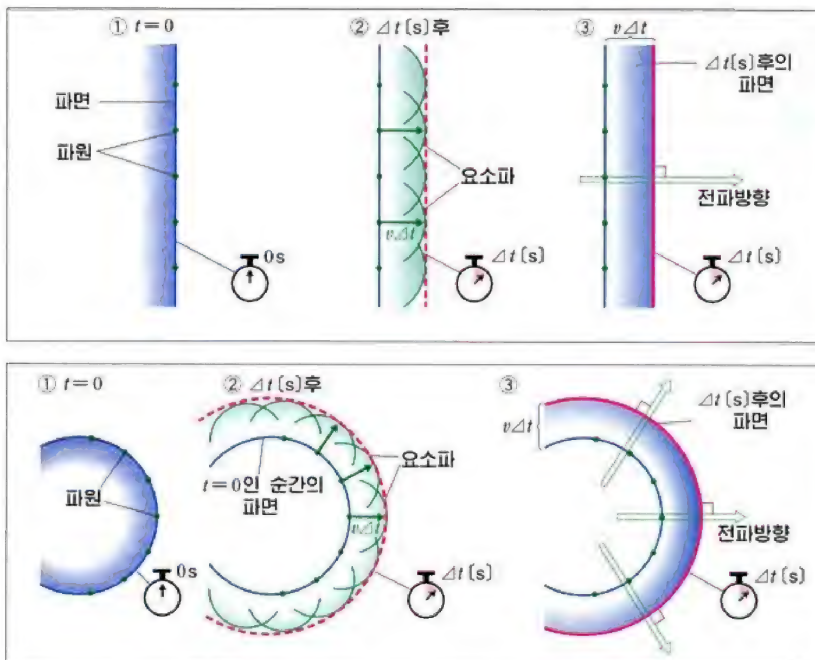 ① t=0
② ⊿t[s]후
③ v⊿t
⊿t[s]후의
파면
파면
파원
요소파
전파방향
v⊿t
0s
⊿t[s]
⊿t[s]
① t=0
② ⊿t[s]후
③
⊿t[s]후의
파면
v⊿t
요소파
파원
t=0인 순간의
파면
v⊿t
전파방향
0s
⊿t[s]
⊿t[s]